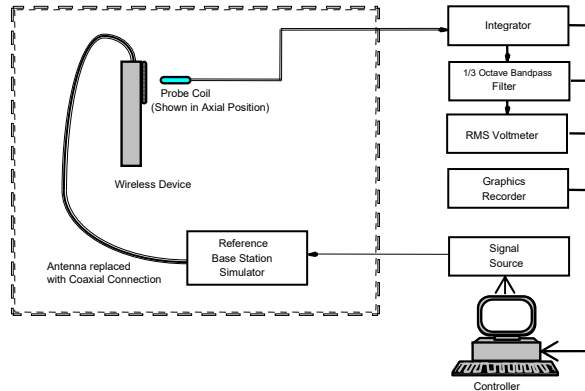 Integrator
1/3 Octave Bandpass
Filter
RMS Voltmeter
Graphics
Recorder
Signal
Source
Controller
Probe Coil
(Shown in Axial Position)
Wireless Device
Reference
Base Station
Simulator
Antenna replaced
with Coaxial Connection